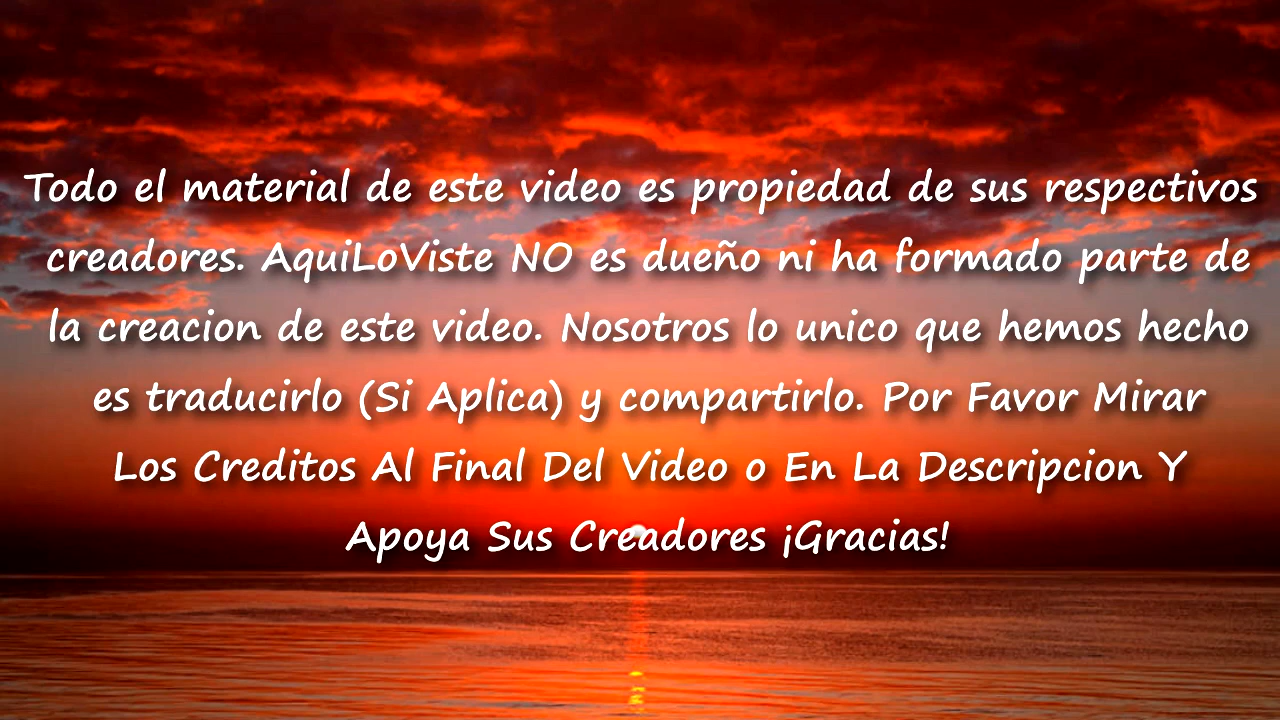 Todo el material de este video es propiedad de sus respectivos
creadores. AquiLoViste NO es dueño ni ha formado parte de
la creacion de este video. Nosotros lo unico que hemos hecho
es traducirlo (Si Aplica) y compartirlo. Por Favor Mirar
Los Creditos Al Final Del Video o En La Descripcion Y
Apoya Sus Creadores ¡Gracias!